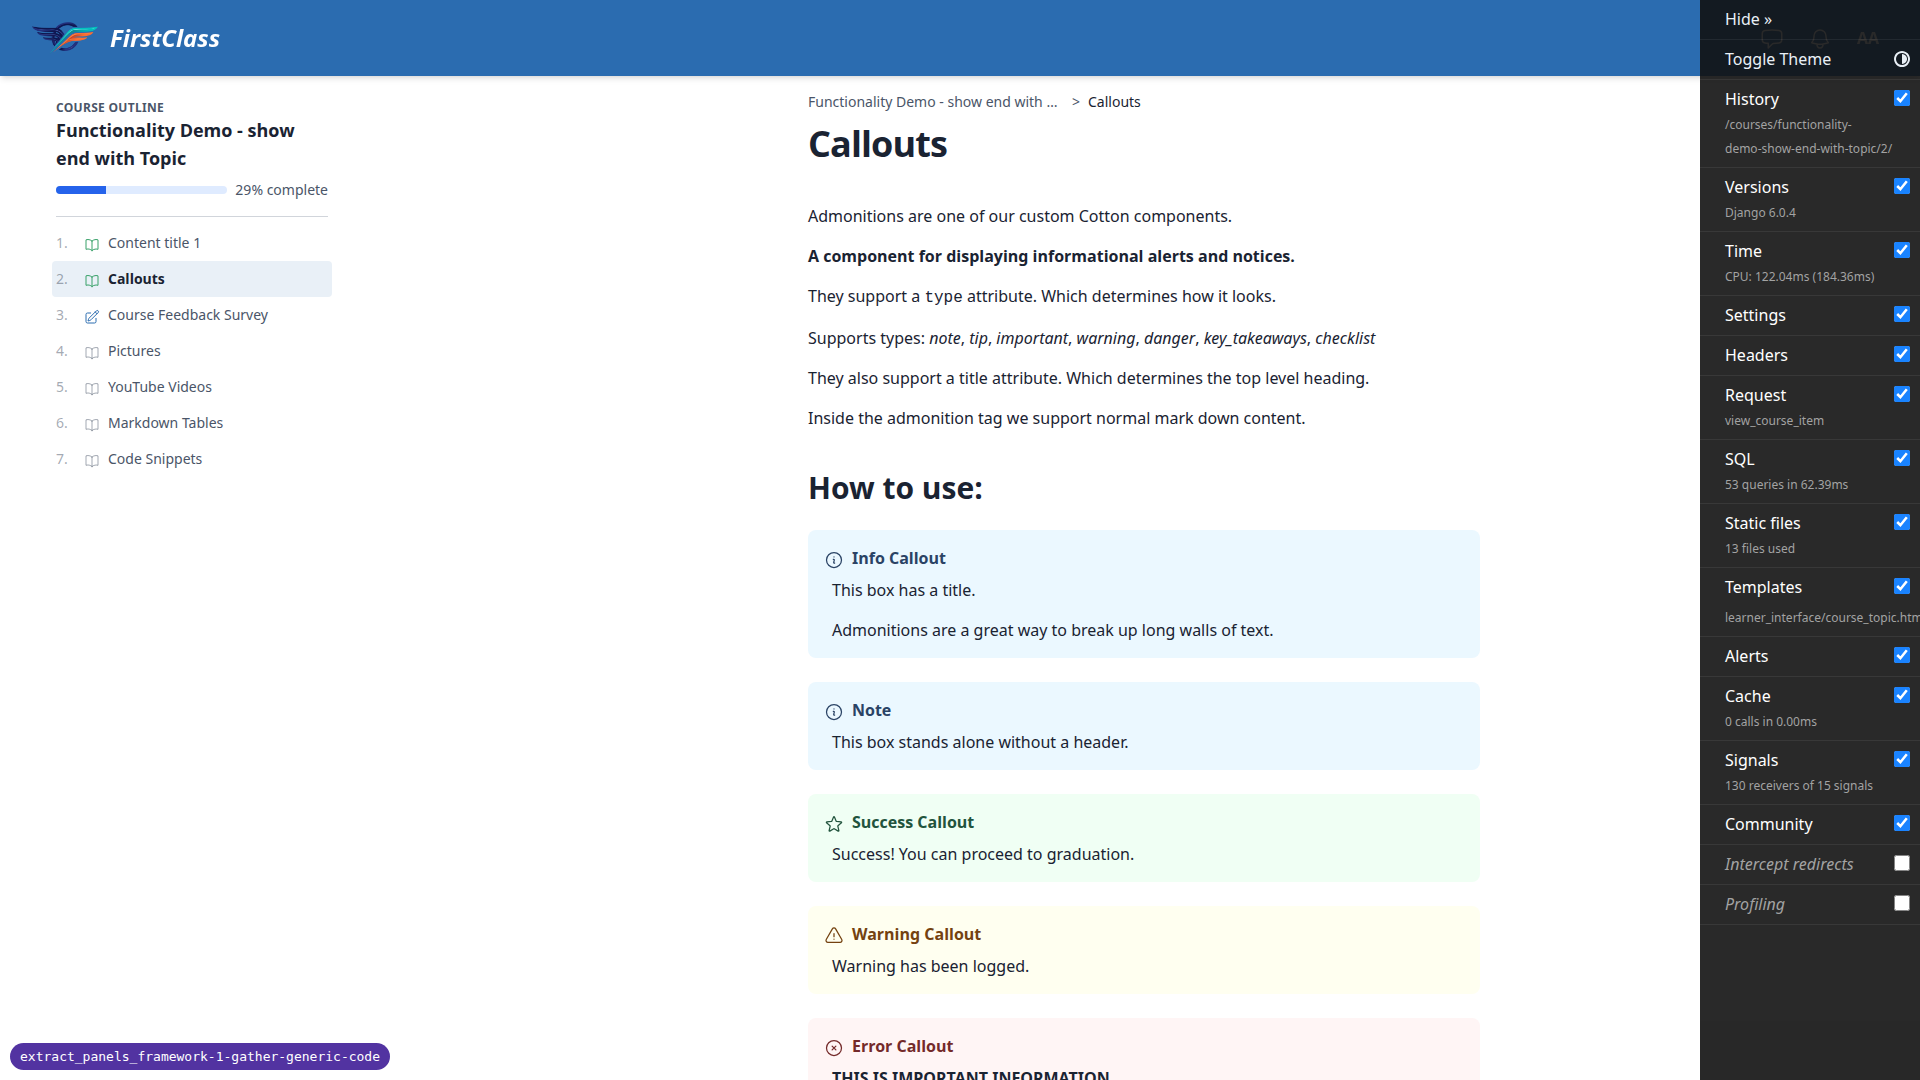 FirstClass
COURSE OUTLINE
Functionality Demo - show
end with Topic
29% complete
1. Content title 1
2. Callouts
3. Course Feedback Survey
4. Pictures
5. YouTube Videos
6. Markdown Tables
7. Code Snippets
Functionality Demo - show end with ... > Callouts
Callouts
Admonitions are one of our custom Cotton components.
A component for displaying informational alerts and notices.
They support a type attribute. Which determines how it looks.
Supports types: note, tip, important, warning, danger, key_takeaways, checklist
They also support a title attribute. Which determines the top level heading.
Inside the admonition tag we support normal mark down content.
How to use:
Info Callout
This box has a title.
Admonitions are a great way to break up long walls of text.
Note
This box stands alone without a header.
Success Callout
Success! You can proceed to graduation.
Warning Callout
Warning has been logged.
Error Callout
THIS IS IMPORTANT INFORMATION
extract_panels_framework-1-gather-generic-code
Hide »
AA
Toggle Theme
History
/courses/functionality-
demo-show-end-with-topic/2/
Versions
Django 6.0.4
Time
CPU: 122.04ms (184.36ms)
Settings
Headers
Request
view_course_item
SQL
53 queries in 62.39ms
Static files
13 files used
Templates
learner_interface/course_topic.htm
Alerts
Cache
0 calls in 0.00ms
Signals
130 receivers of 15 signals
Community
Intercept redirects
Profiling